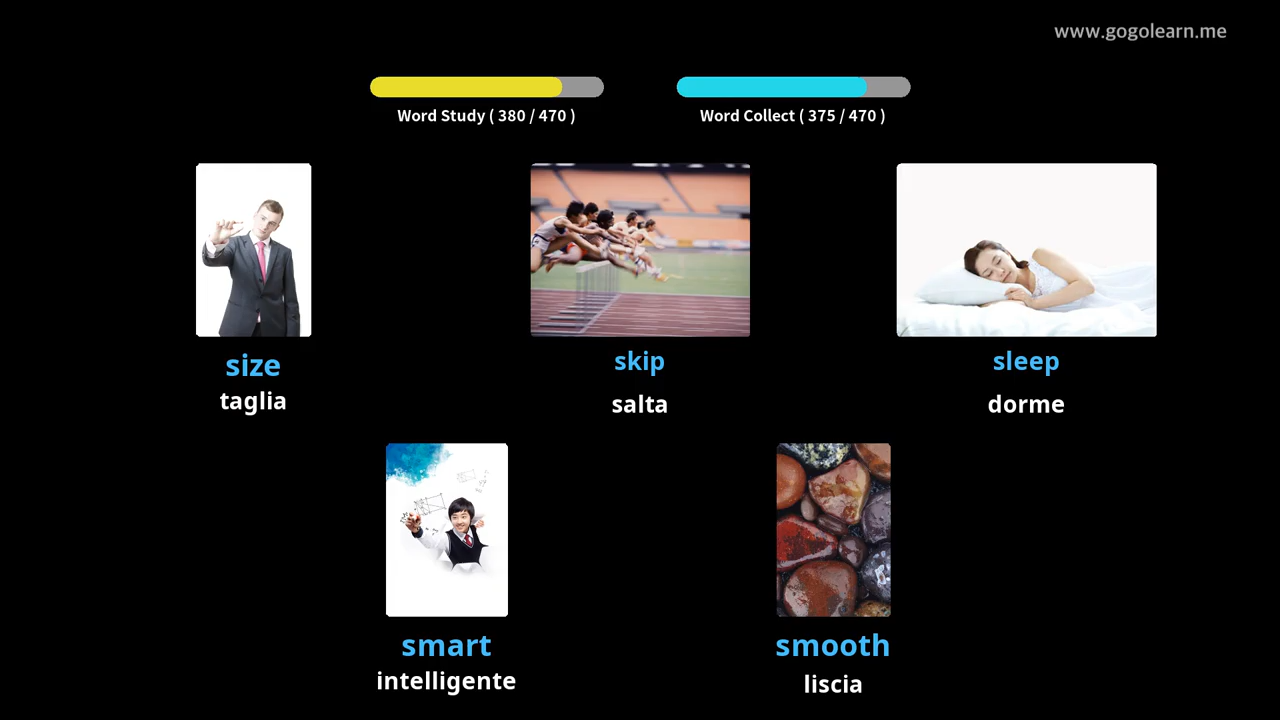 www.gogolearn.me
Word Study ( 380 / 470 )
Word Collect ( 375 / 470 )
size
taglia
skip
salta
sleep
dorme
smart
intelligente
smooth
liscia